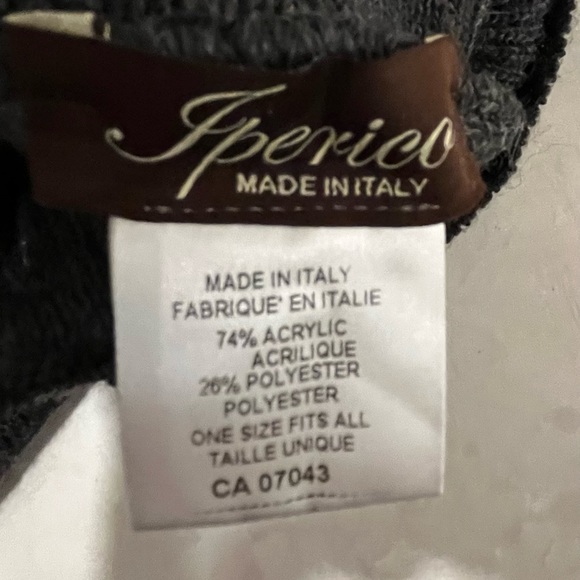 Iperico
MADE IN ITALY
MADE IN ITALY
FABRIQUE' EN ITALIE
74% ACRYLIC
ACRILIQUE
26% POLYESTER
POLYESTER
ONE SIZE FITS ALL
TAILLE UNIQUE
CA 07043